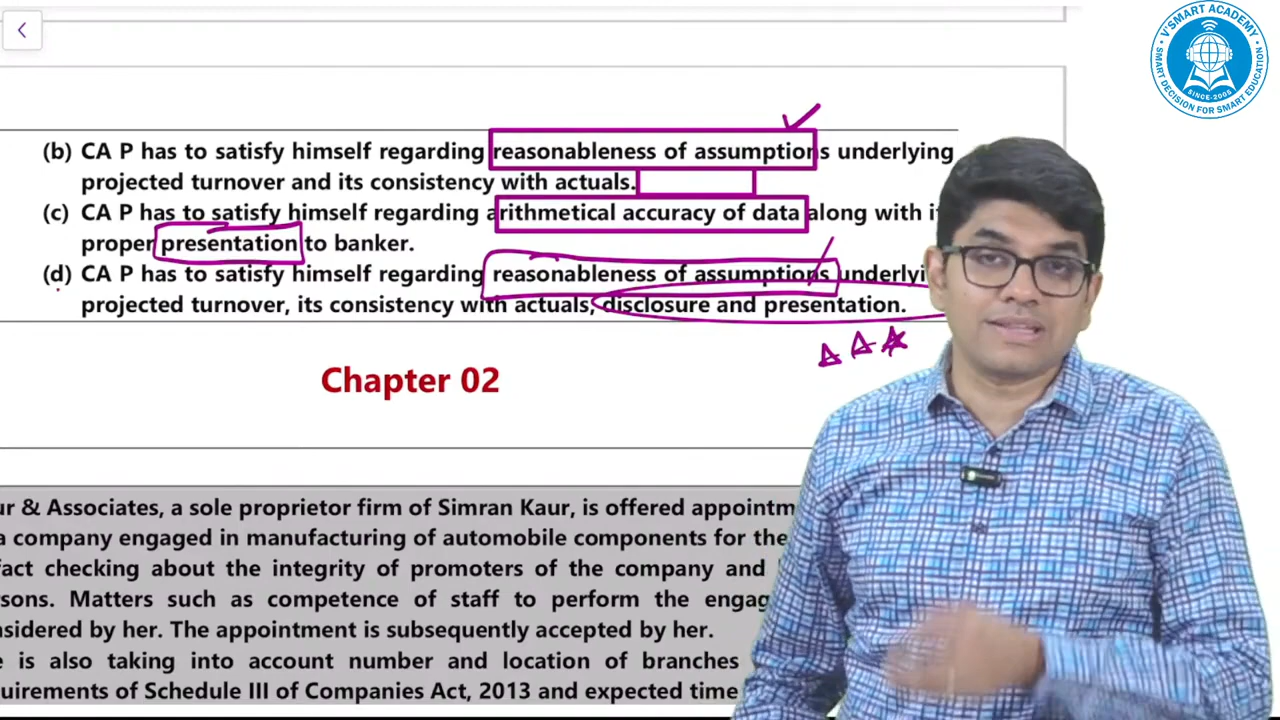 V'SMART ACADEMY
SMART DECISION FOR SMART EDUCATION
SINCE-2005
(b) CA P has to satisfy himself regarding reasonableness of assumptions underlying
projected turnover and its consistency with actuals.
(c) CA P has to satisfy himself regarding arithmetical accuracy of data along with
proper presentation to banker.
(d) CA P has to satisfy himself regarding reasonableness of assumptions
projected turnover, its consistency with actuals, disclosure and presentation.
Chapter 02
& Associates, a sole proprietor firm of Simran Kaur, is offered
a company engaged in manufacturing of automobile components for the
fact checking about the integrity of promoters of the company and
Matters such as competence of staff to perform the
by her. The appointment is subsequently accepted by her.
is also taking into account number and location of branches
of Schedule III of Companies Act, 2013 and expected time